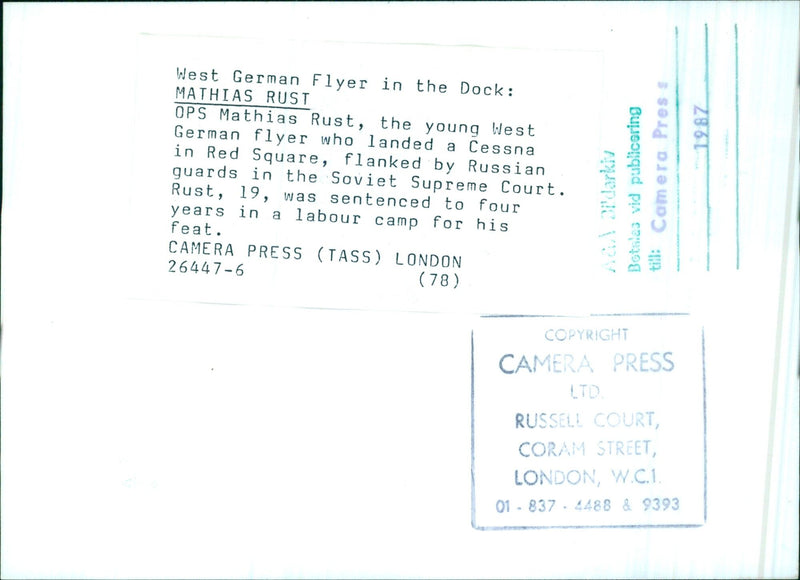 West German Flyer in the Dock:
MATHIAS RUST
OPS Mathias Rust, the young West
German flyer who landed a Cessna
in Red Square, flanked by Russian
guards in the Soviet Supreme Court.
Rust, 19, was sentenced to four
years in a labour camp for his
feat.
CAMERA PRESS (TASS) LONDON
26447-6 (78)
Bildarkiv
Betalas vid publicering
till: Camera Press
1987
COPYRIGHT
CAMERA PRESS
LTD.
RUSSELL COURT,
CORAM STREET,
LONDON, W.C.1.
01 - 837 - 4488 & 9393